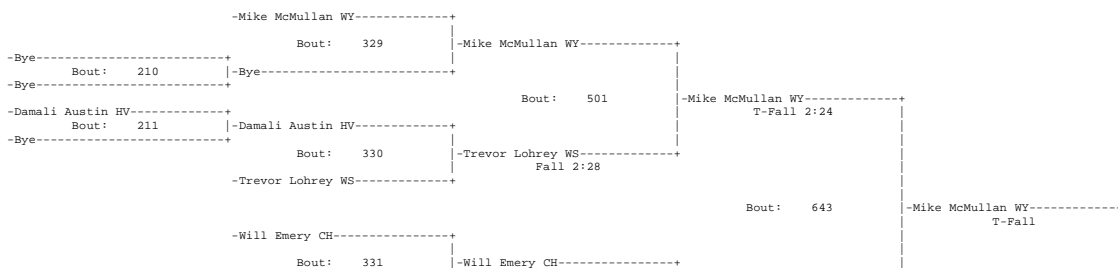 -Mike McMullan WY-------------+
Bout: 329 |-Mike McMullan WY-------------+
-Bye--------------------------+
Bout: 210 |-Bye--------------------------+
-Bye--------------------------+
Bout: 501 |-Mike McMullan WY-------------+
-Damali Austin HV-------------+ T-Fall 2:24
Bout: 211 |-Damali Austin HV-------------+
-Bye--------------------------+
Bout: 330 |-Trevor Lohrey WS-------------+
Fall 2:28
-Trevor Lohrey WS-------------+
Bout: 643 |-Mike McMullan WY------------
T-Fall
-Will Emery CH----------------+
Bout: 331 |-Will Emery CH----------------+